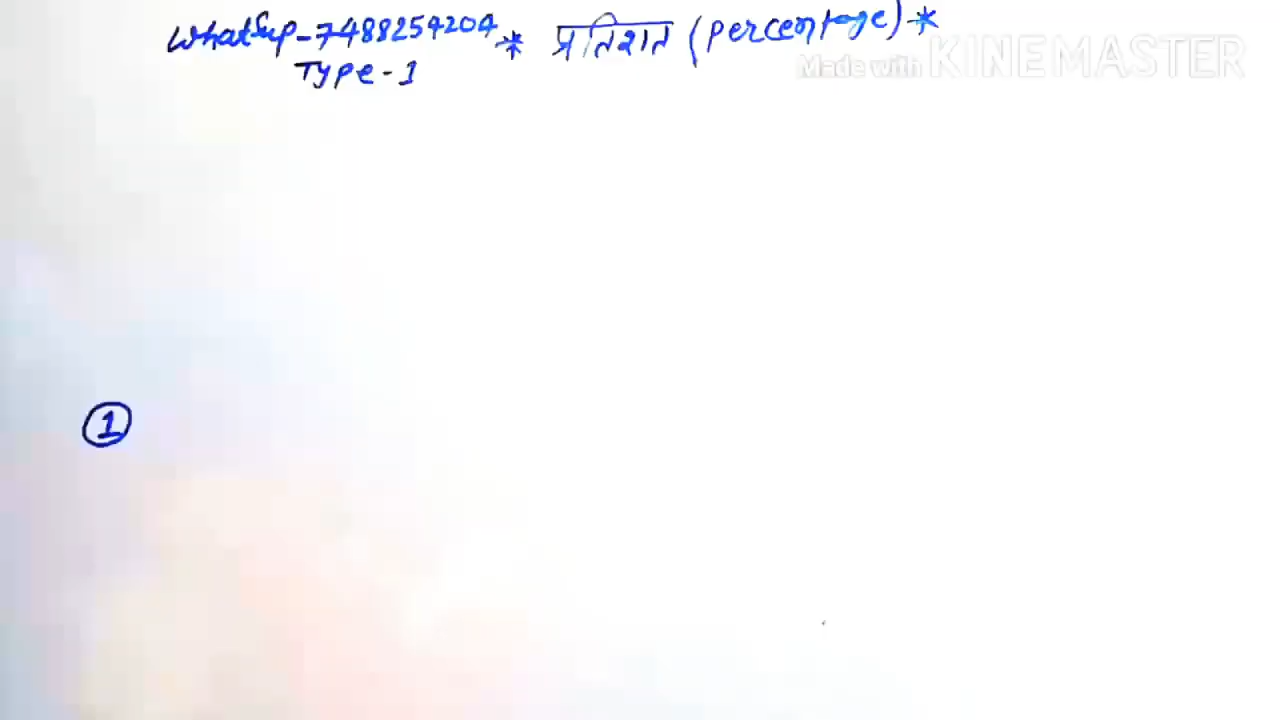 WhatSup-7488254204 * प्रतिशत (percentage) *
Type-1
Made with KINEMASTER
①